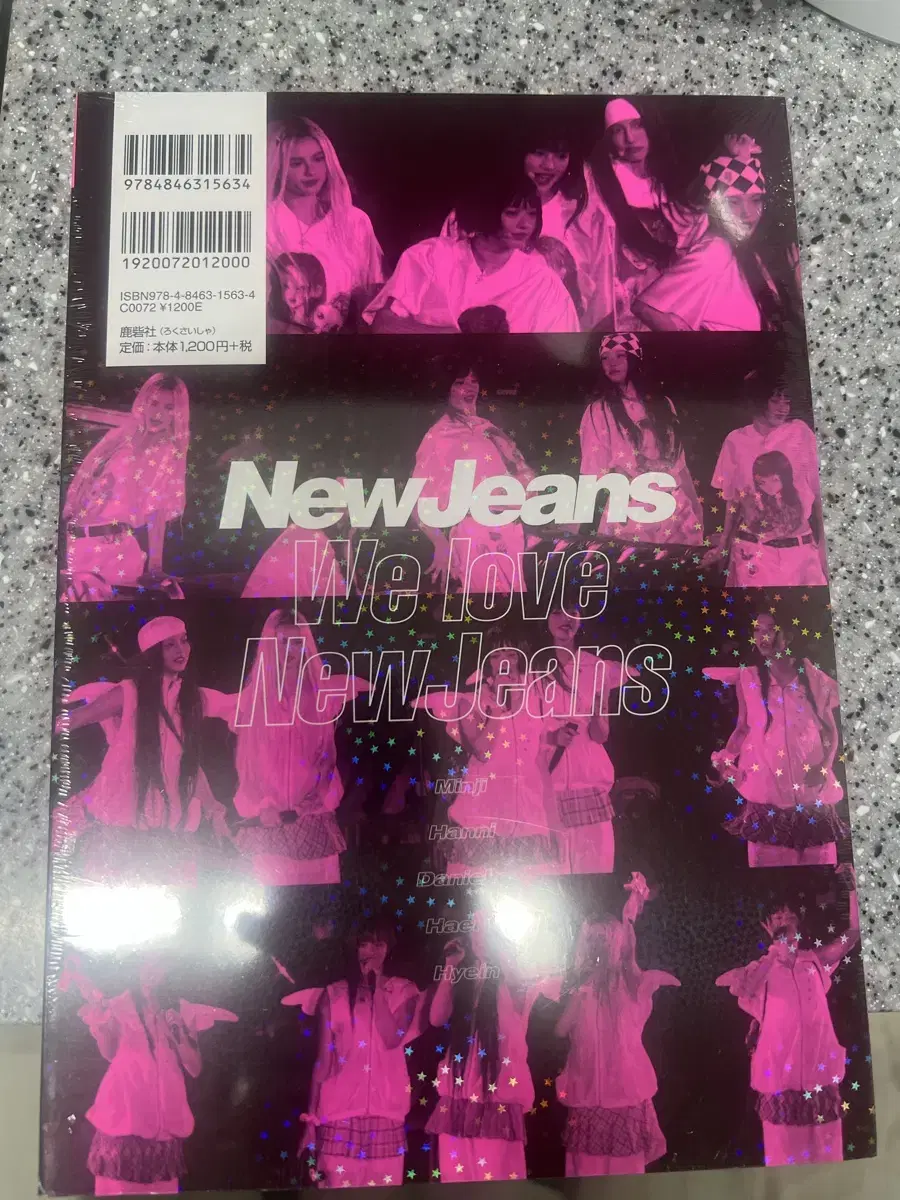 9784846315634
1920072012000
ISBN978-4-8463-1563-4
C0072 ¥1200E
鹿砦社（ろくさいしゃ）
定価：本体1,200円+税
NewJeans
We love
NewJeans
Minji
Hanni
Hyein